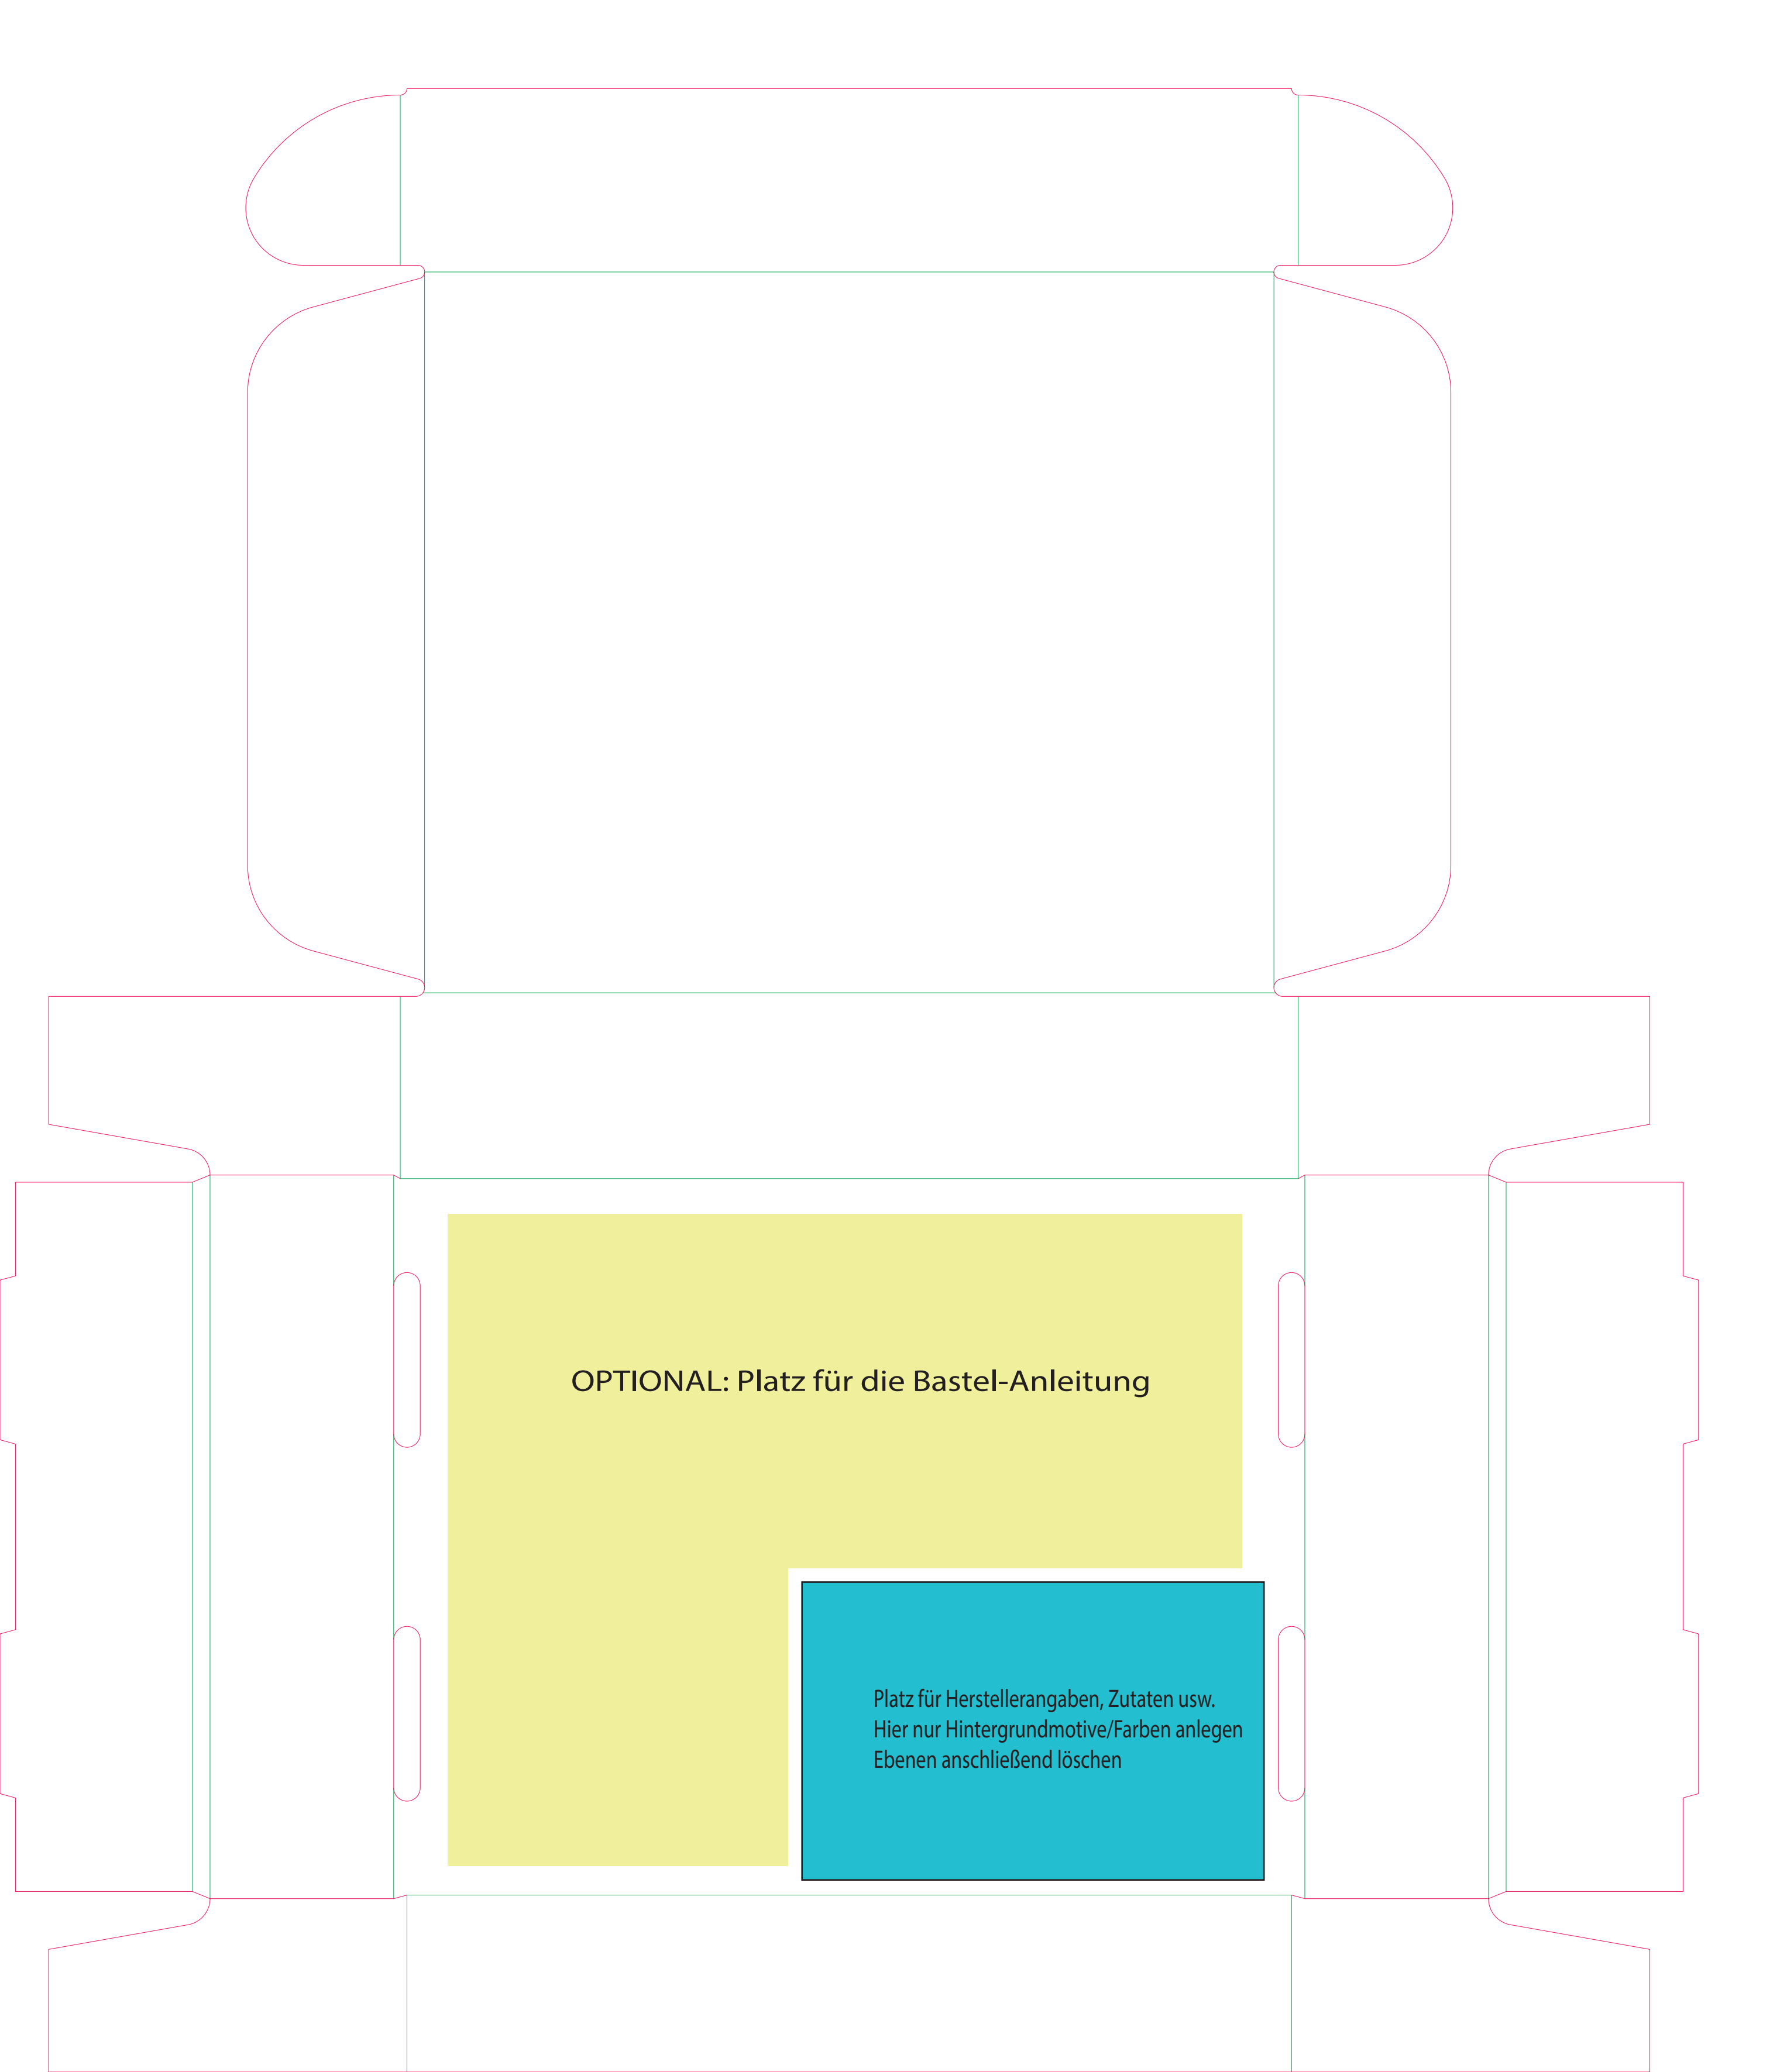 OPTIONAL: Platz für die Bastel-Anleitung
Platz für Herstellerangaben, Zutaten usw.
Hier nur Hintergrundmotive/Farben anlegen
Ebenen anschließend löschen